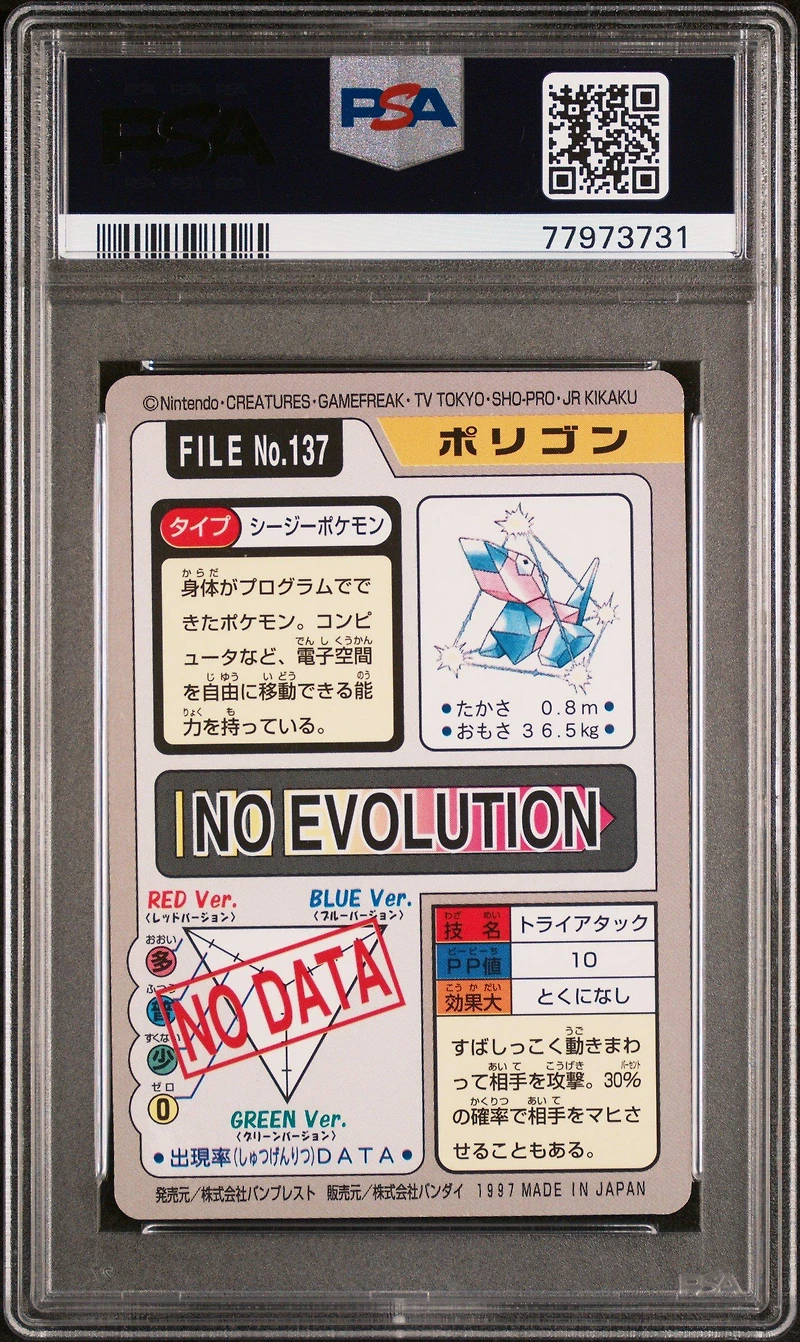 PSA
PSA
77973731
©Nintendo・CREATURES・GAMEFREAK・TV TOKYO・SHO-PRO・JR KIKAKU
FILE No.137
ポリゴン
タイプ
シージーポケモン
からだ
身体がプログラムでで
きたポケモン。コンピ
でんしくうかん
ュータなど、電子空間
じゆう いどう のう
を自由に移動できる能
りょく も
力を持っている。
•たかさ 0.8m•
•おもさ 36.5kg•
NO EVOLUTION
RED Ver.
〈レッドバージョン〉
BLUE Ver.
〈ブルーバージョン〉
おおい
多
ふつう
普
すくない
少
ゼロ
0
NO DATA
GREEN Ver.
〈グリーンバージョン〉
•出現率(しゅつげんりつ)DATA•
わざ めい
技名
トライアタック
ピーピーち
PP値
10
こうかだい
効果大
とくになし
うご
すばしっこく動きまわ
あいて こうげき パーセント
って相手を攻撃。30%
かくりつ あいて
の確率で相手をマヒさ
せることもある。
発売元/株式会社バンプレスト 販売元/株式会社バンダイ 1997 MADE IN JAPAN
PSA